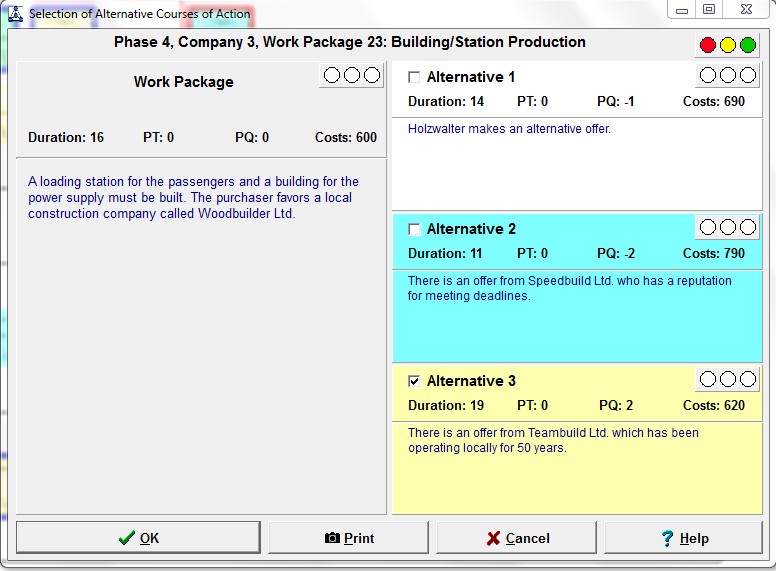 Selection of Alternative Courses of Action
Phase 4, Company 3, Work Package 23: Building/Station Production
Work Package
Duration: 16 PT: 0 PQ: 0 Costs: 600
A loading station for the passengers and a building for the
power supply must be built. The purchaser favors a local
construction company called Woodbuilder Ltd.
Alternative 1
Duration: 14 PT: 0 PQ: -1 Costs: 690
Holzwalter makes an alternative offer.
Alternative 2
Duration: 11 PT: 0 PQ: -2 Costs: 790
There is an offer from Speedbuild Ltd. who has a reputation
for meeting deadlines.
Alternative 3
Duration: 19 PT: 0 PQ: 2 Costs: 620
There is an offer from Teambuild Ltd. which has been
operating locally for 50 years.
OK Print Cancel Help